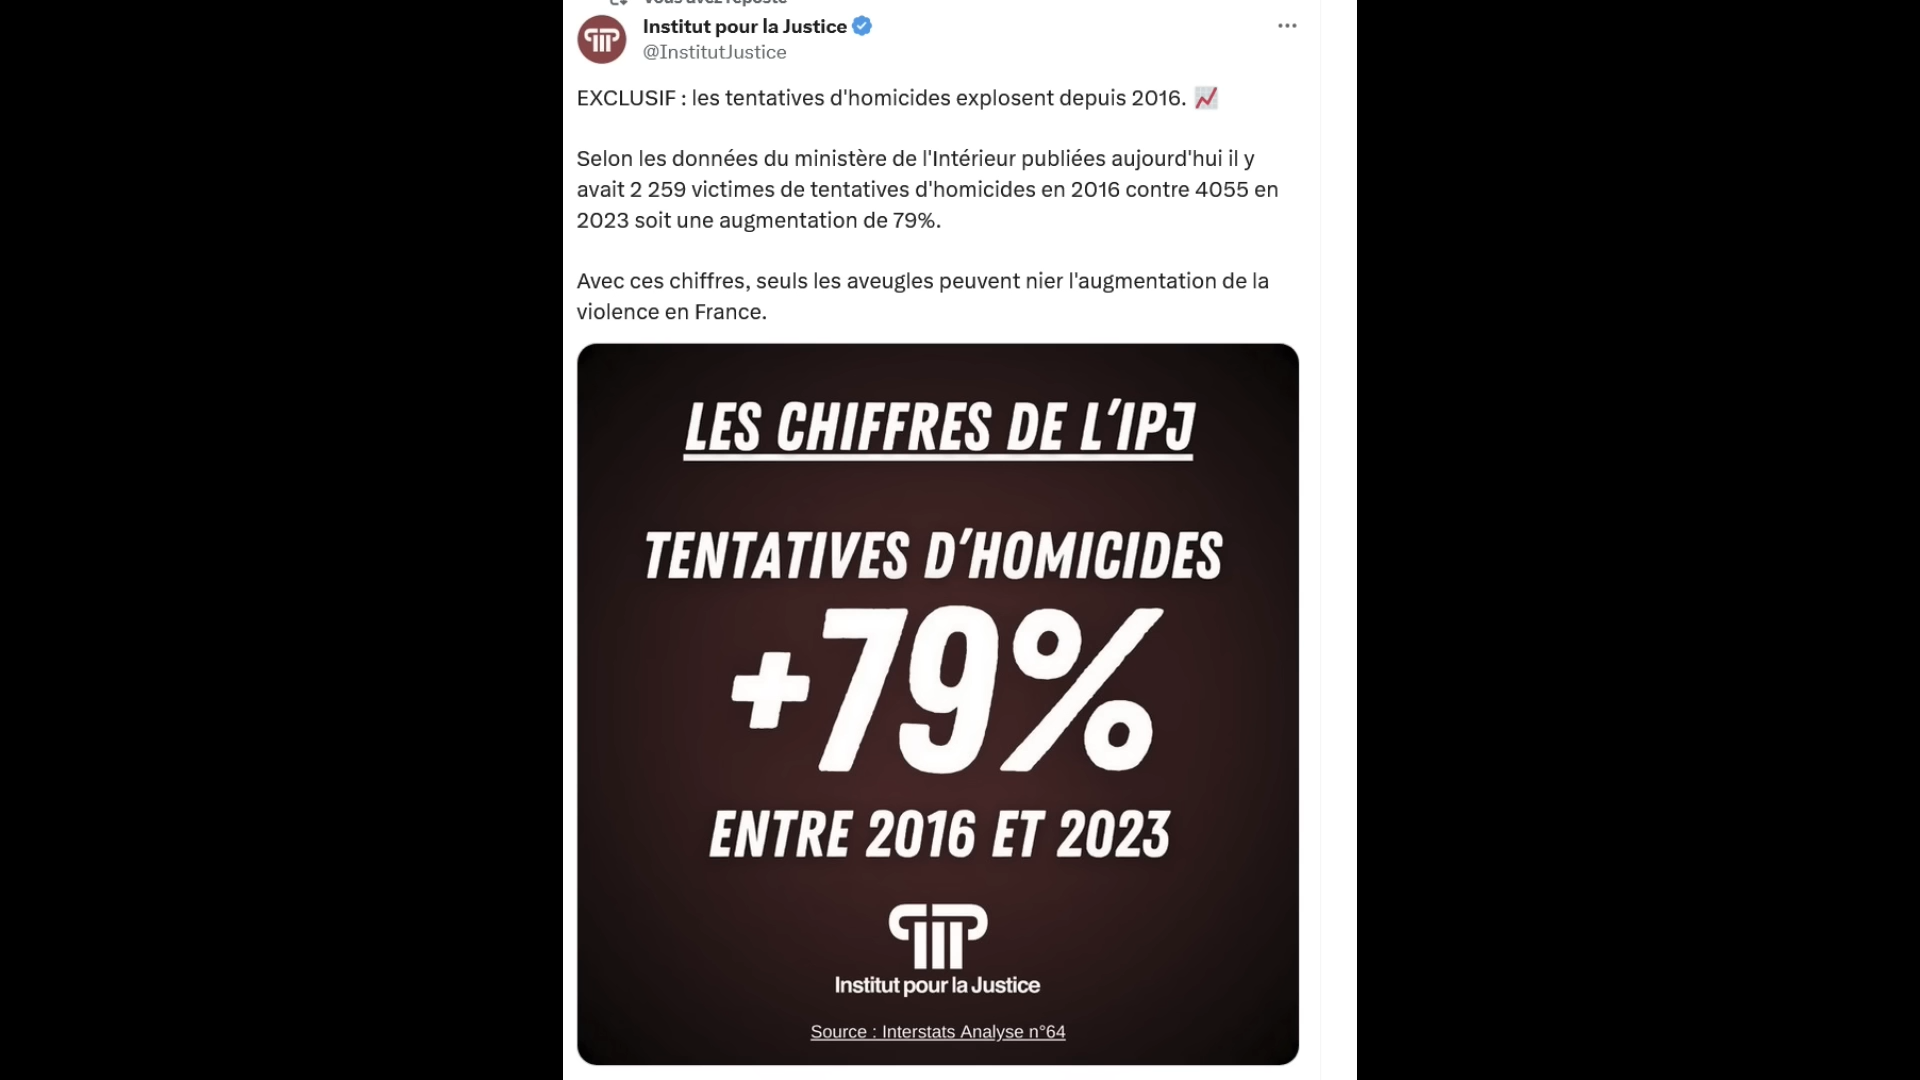 Vous avez reposté
Institut pour la Justice
@InstitutJustice
EXCLUSIF : les tentatives d'homicides explosent depuis 2016.
Selon les données du ministère de l'Intérieur publiées aujourd'hui il y
avait 2 259 victimes de tentatives d'homicides en 2016 contre 4055 en
2023 soit une augmentation de 79%.
Avec ces chiffres, seuls les aveugles peuvent nier l'augmentation de la
violence en France.
LES CHIFFRES DE L'IPJ
TENTATIVES D'HOMICIDES
+79%
ENTRE 2016 ET 2023
Institut pour la Justice
Source : Interstats Analyse n°64